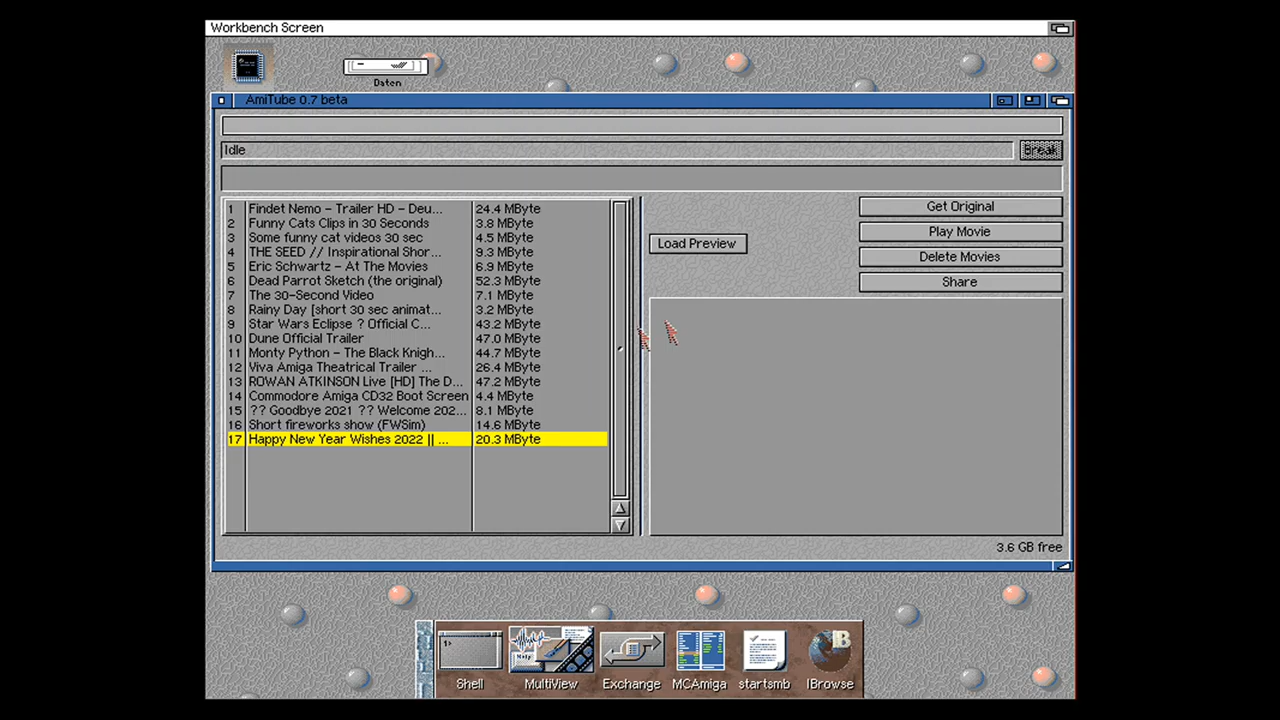 Workbench Screen
Daten
AmiTube 0.7 beta
Idle
Break
1 Findet Nemo - Trailer HD - Deu... 24.4 MByte
2 Funny Cats Clips in 30 Seconds 3.8 MByte
3 Some funny cat videos 30 sec 4.5 MByte
4 THE SEED // Inspirational Shor... 9.3 MByte
5 Eric Schwartz - At The Movies 6.9 MByte
6 Dead Parrot Sketch (the original) 52.3 MByte
7 The 30-Second Video 7.1 MByte
8 Rainy Day [short 30 sec animat... 3.2 MByte
9 Star Wars Eclipse ? Official C... 43.2 MByte
10 Dune Official Trailer 47.0 MByte
11 Monty Python - The Black Knigh... 44.7 MByte
12 Viva Amiga Theatrical Trailer ... 26.4 MByte
13 ROWAN ATKINSON Live [HD] The D... 47.2 MByte
14 Commodore Amiga CD32 Boot Screen 4.4 MByte
15 ?? Goodbye 2021 ?? Welcome 202... 8.1 MByte
16 Short fireworks show (FWSim) 14.6 MByte
17 Happy New Year Wishes 2022 || ... 20.3 MByte
Load Preview
Get Original
Play Movie
Delete Movies
Share
3.6 GB free
1>
Help
B
Shell MultiView Exchange MCAmiga startsmb IBrowse